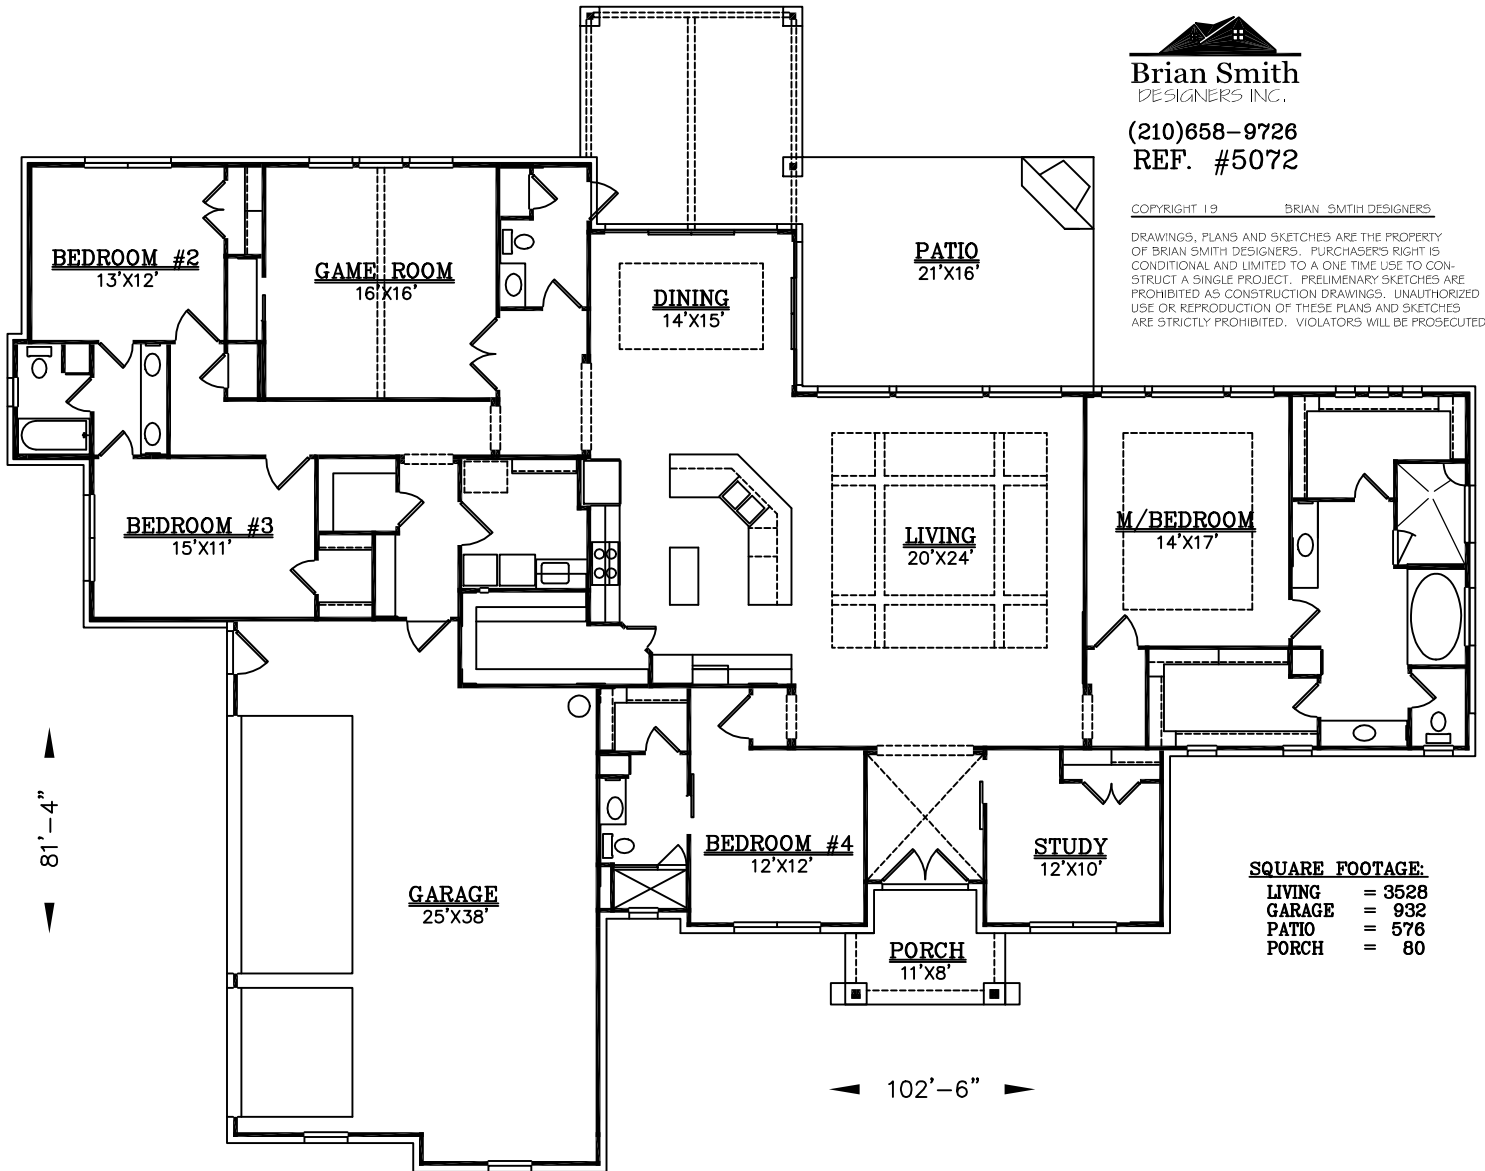 Brian Smith
DESIGNERS INC.
(210)658-9726
REF. #5072
COPYRIGHT 19 BRIAN SMTIH DESIGNERS
DRAWINGS, PLANS AND SKETCHES ARE THE PROPERTY
OF BRIAN SMITH DESIGNERS. PURCHASER'S RIGHT IS
CONDITIONAL AND LIMITED TO A ONE TIME USE TO CON-
STRUCT A SINGLE PROJECT. PRELIMENARY SKETCHES ARE
PROHIBITED AS CONSTRUCTION DRAWINGS. UNAUTHORIZED
USE OR REPRODUCTION OF THESE PLANS AND SKETCHES
ARE STRICTLY PROHIBITED. VIOLATORS WILL BE PROSECUTED
BEDROOM #2
13'X12'
GAME ROOM
16'X16'
DINING
14'X15'
PATIO
21'X16'
BEDROOM #3
15'X11'
LIVING
20'X24'
M/BEDROOM
14'X17'
BEDROOM #4
12'X12'
STUDY
12'X10'
GARAGE
25'X38'
PORCH
11'X8'
81'-4"
102'-6"
SQUARE FOOTAGE:
LIVING = 3528
GARAGE = 932
PATIO = 576
PORCH = 80